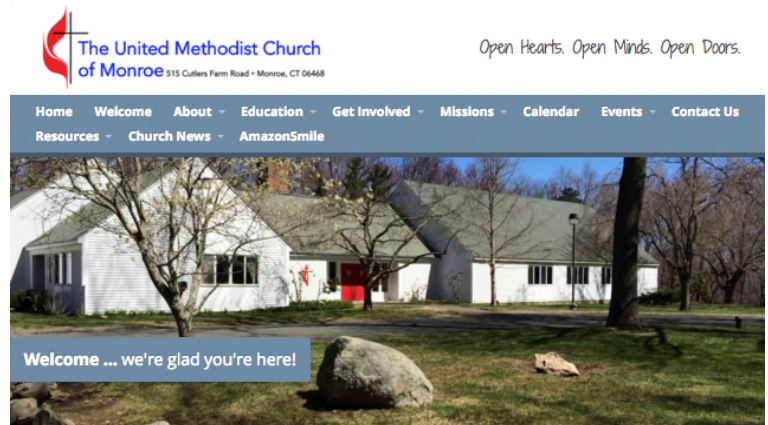 The United Methodist Church
of Monroe 515 Cutlers Farm Road • Monroe, CT 06468
Open Hearts. Open Minds. Open Doors.
Home Welcome About Education Get Involved Missions Calendar Events Contact Us
Resources Church News AmazonSmile
Welcome ... we're glad you're here!